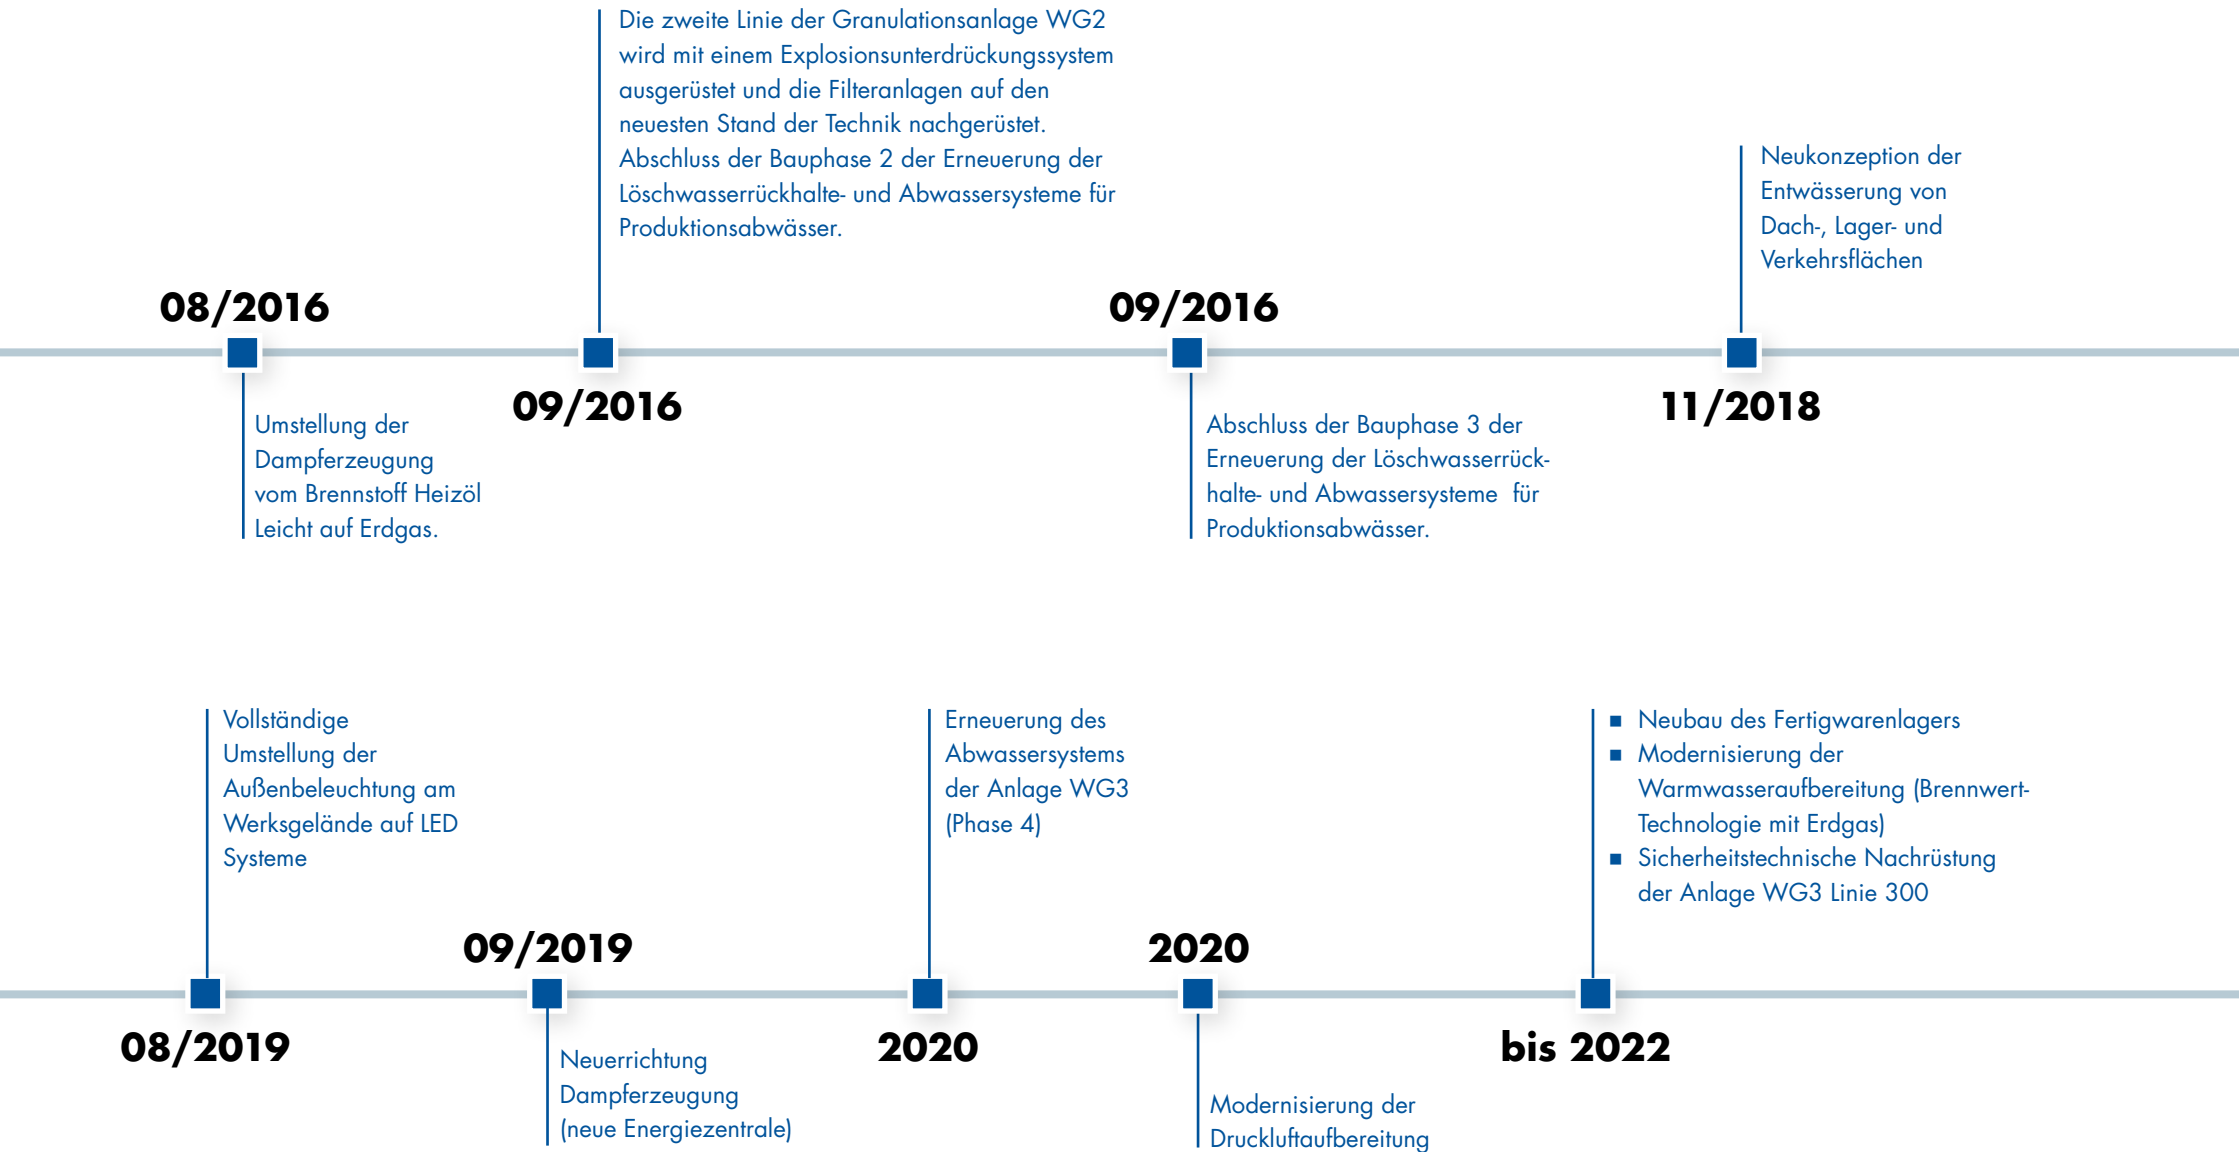 Die zweite Linie der Granulationsanlage WG2
wird mit einem Explosionsunterdrückungssystem
ausgerüstet und die Filteranlagen auf den
neuesten Stand der Technik nachgerüstet.
Abschluss der Bauphase 2 der Erneuerung der
Löschwasserrückhalte- und Abwassersysteme für
Produktionsabwässer.
Neukonzeption der
Entwässerung von
Dach-, Lager- und
Verkehrsflächen
08/2016
09/2016
09/2016
11/2018
Umstellung der
Dampferzeugung
vom Brennstoff Heizöl
Leicht auf Erdgas.
Abschluss der Bauphase 3 der
Erneuerung der Löschwasserrück-
halte- und Abwassersysteme für
Produktionsabwässer.
Vollständige
Umstellung der
Außenbeleuchtung am
Werksgelände auf LED
Systeme
Erneuerung des
Abwassersystems
der Anlage WG3
(Phase 4)
■ Neubau des Fertigwarenlagers
■ Modernisierung der
Warmwasseraufbereitung (Brennwert-
Technologie mit Erdgas)
■ Sicherheitstechnische Nachrüstung
der Anlage WG3 Linie 300
09/2019
2020
08/2019
2020
bis 2022
Neuerrichtung
Dampferzeugung
(neue Energiezentrale)
Modernisierung der
Druckluftaufbereitung